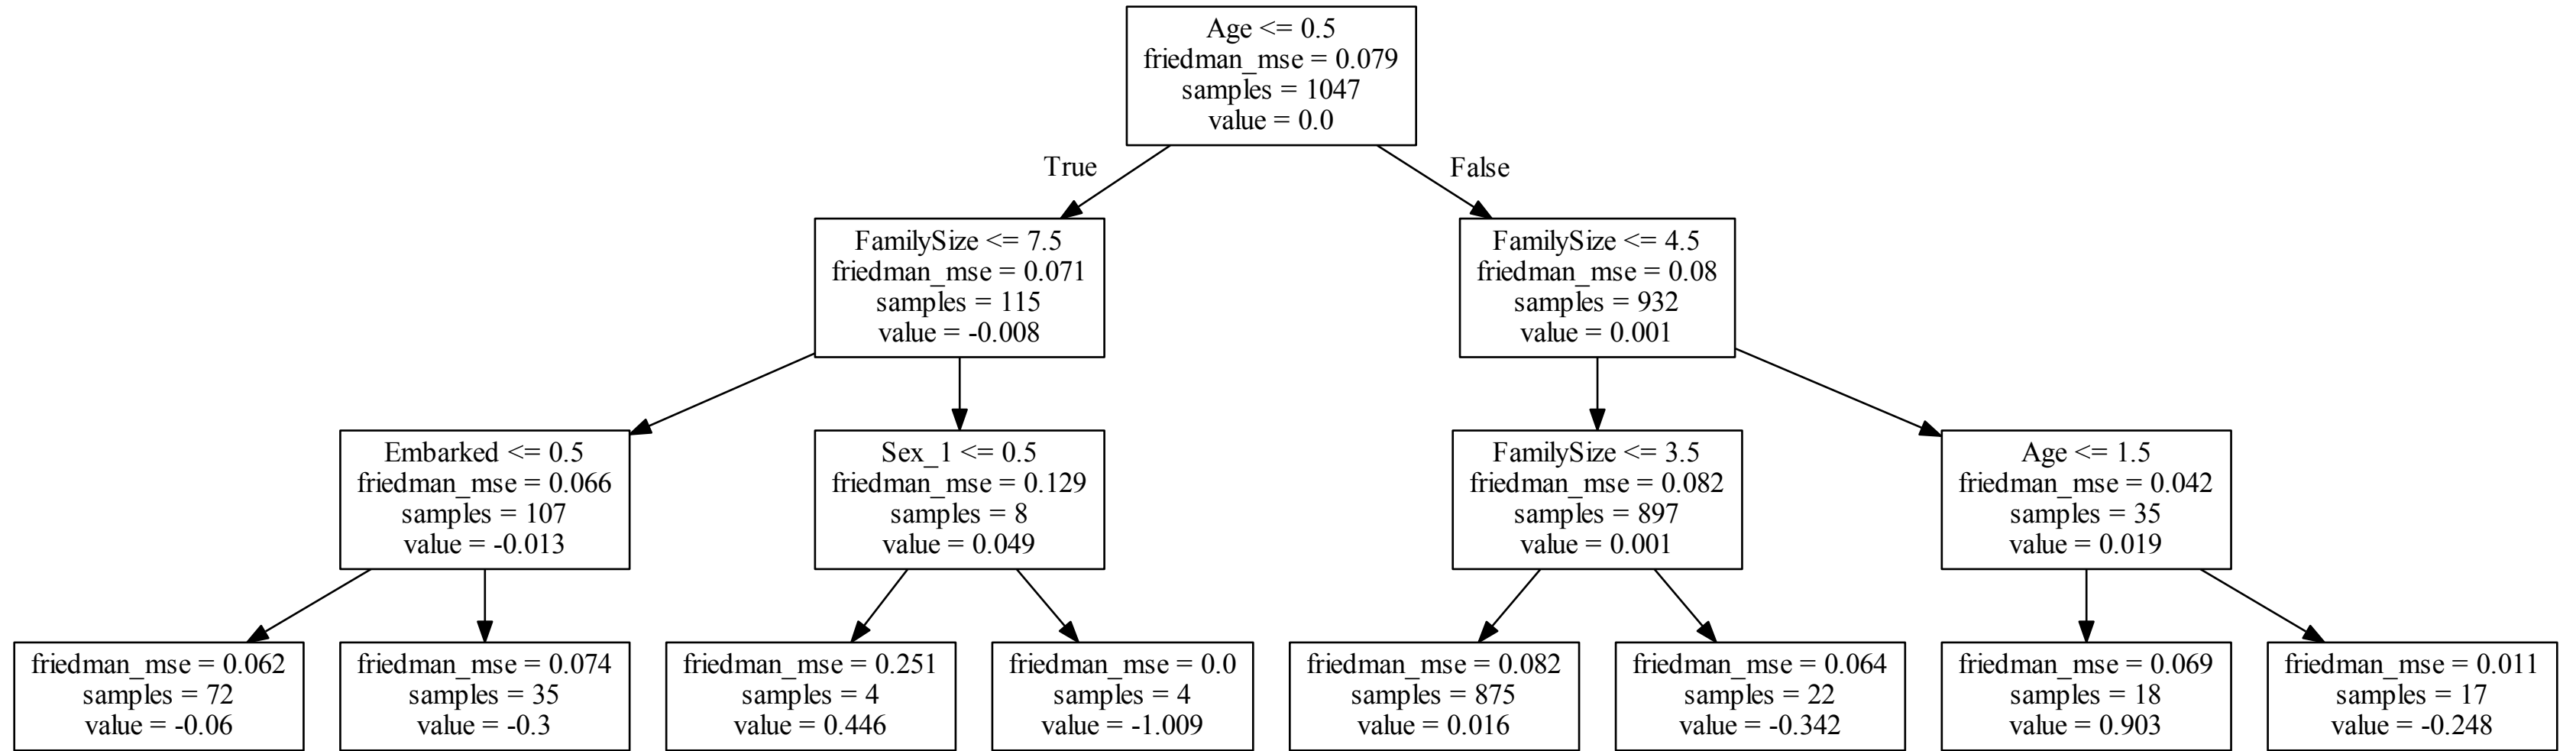 Age <= 0.5
friedman_mse = 0.079
samples = 1047
value = 0.0
True
False
FamilySize <= 7.5
friedman_mse = 0.071
samples = 115
value = -0.008
FamilySize <= 4.5
friedman_mse = 0.08
samples = 932
value = 0.001
Embarked <= 0.5
friedman_mse = 0.066
samples = 107
value = -0.013
Sex_1 <= 0.5
friedman_mse = 0.129
samples = 8
value = 0.049
FamilySize <= 3.5
friedman_mse = 0.082
samples = 897
value = 0.001
Age <= 1.5
friedman_mse = 0.042
samples = 35
value = 0.019
friedman_mse = 0.062
samples = 72
value = -0.06
friedman_mse = 0.074
samples = 35
value = -0.3
friedman_mse = 0.251
samples = 4
value = 0.446
friedman_mse = 0.0
samples = 4
value = -1.009
friedman_mse = 0.082
samples = 875
value = 0.016
friedman_mse = 0.064
samples = 22
value = -0.342
friedman_mse = 0.069
samples = 18
value = 0.903
friedman_mse = 0.011
samples = 17
value = -0.248